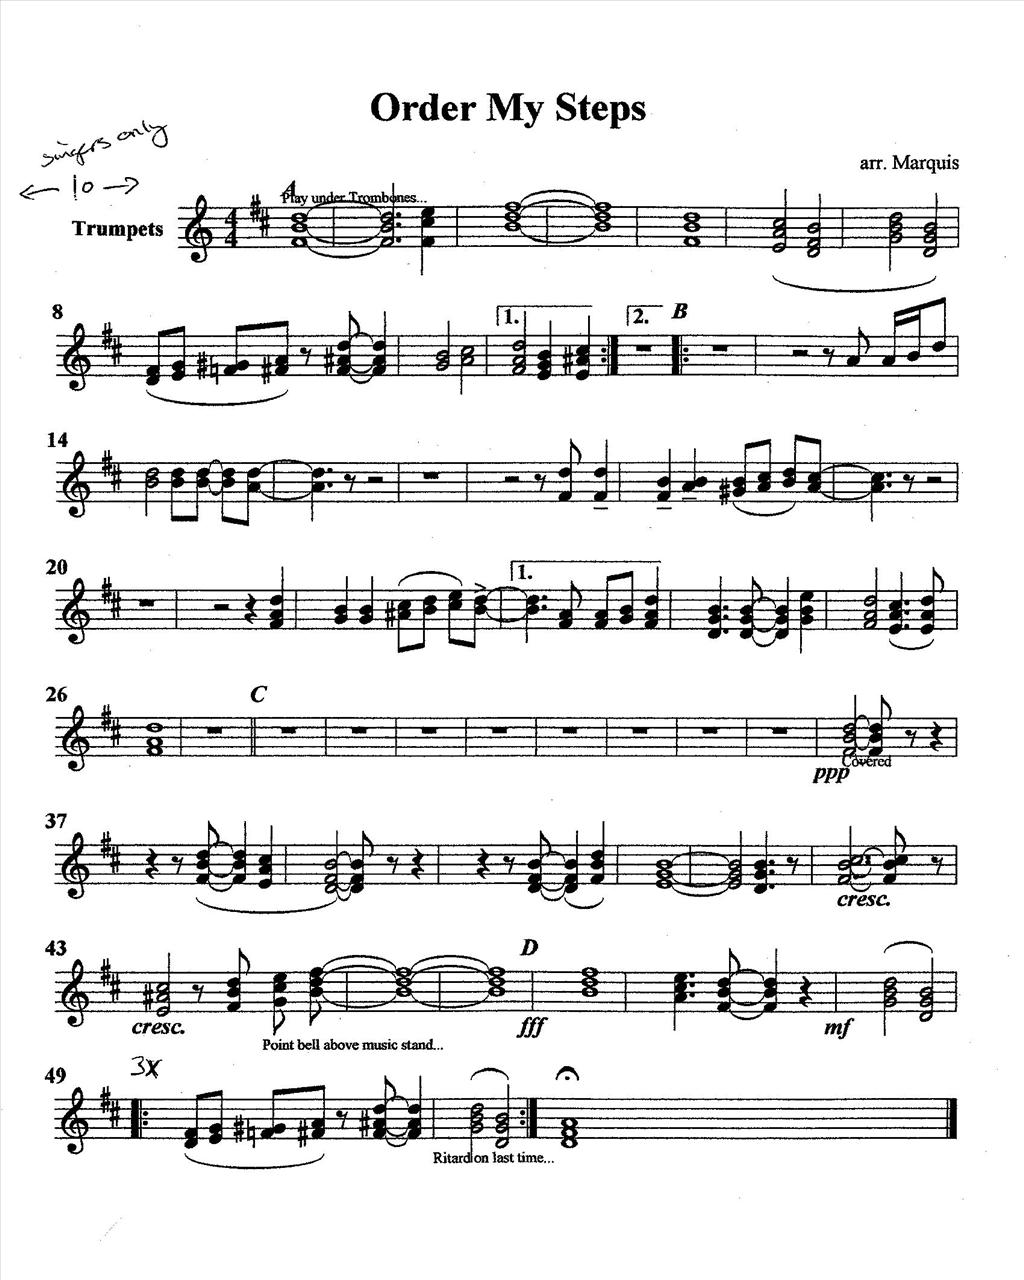 Order My Steps
singers only
arr. Marquis
← 10 →
A
Play under Trombones...
Trumpets
4
4
8
1.
2.
B
14
20
1.
26
C
ppp
Covered
37
cresc.
43
D
cresc.
fff
mf
Point bell above music stand...
3x
49
Ritard on last time...